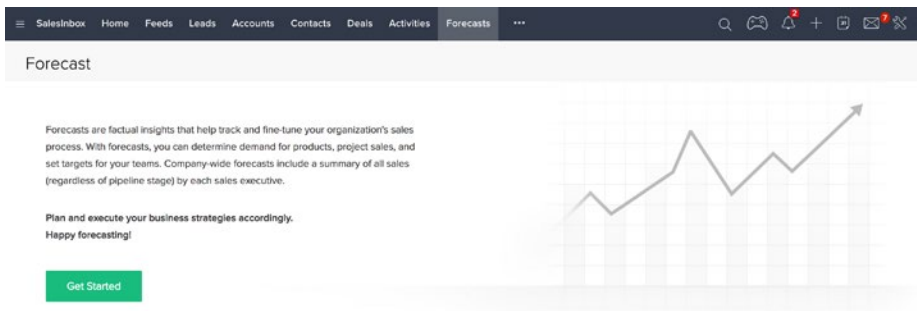 SalesInbox Home Feeds Leads Accounts Contacts Deals Activities Forecasts ••• 2 7
Forecast
Forecasts are factual insights that help track and fine-tune your organization's sales
process. With forecasts, you can determine demand for products, project sales, and
set targets for your teams. Company-wide forecasts include a summary of all sales
(regardless of pipeline stage) by each sales executive.
Plan and execute your business strategies accordingly.
Happy forecasting!
Get Started